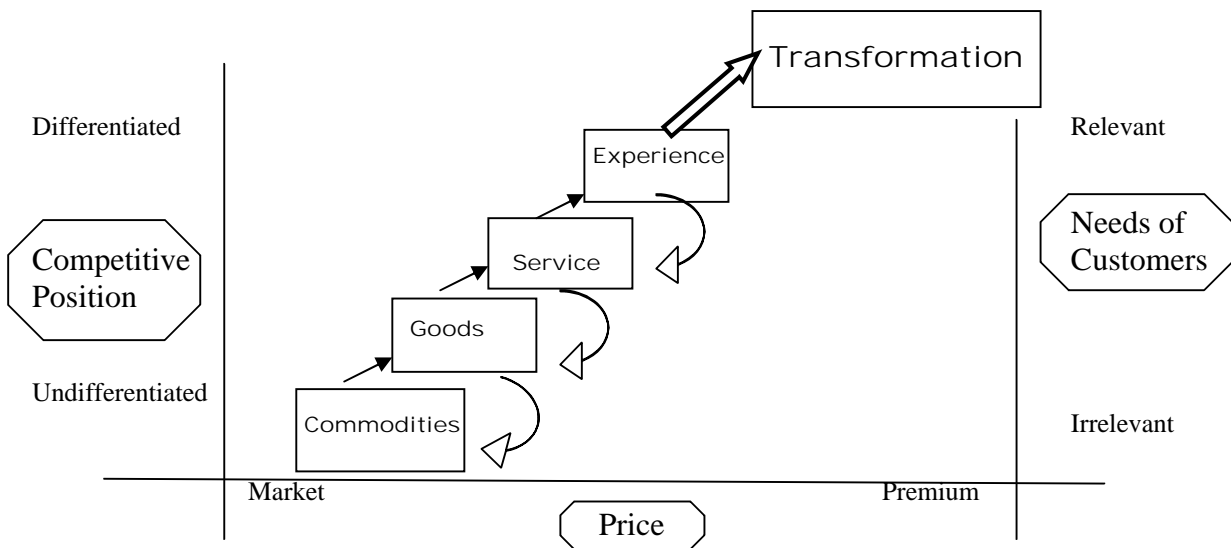 Transformation
Differentiated
Relevant
Experience
Competitive
Position
Needs of
Customers
Service
Goods
Undifferentiated
Commodities
Irrelevant
Market
Premium
Price